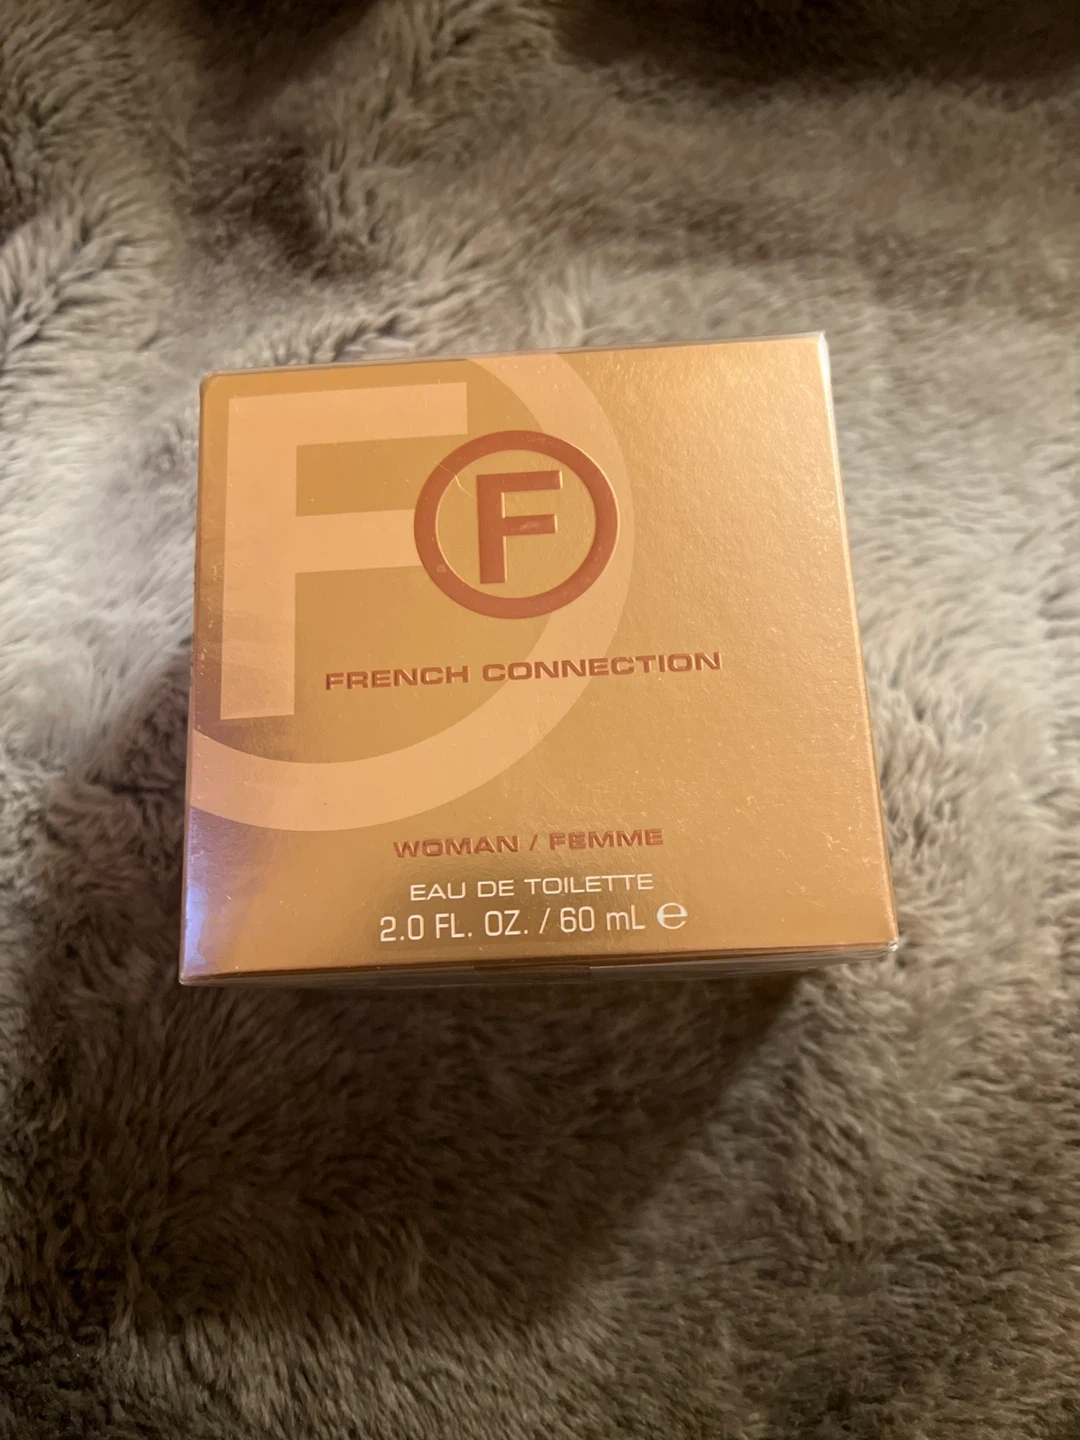 F
F
FRENCH CONNECTION
WOMAN / FEMME
EAU DE TOILETTE
2.0 FL. OZ. / 60 mL ℮